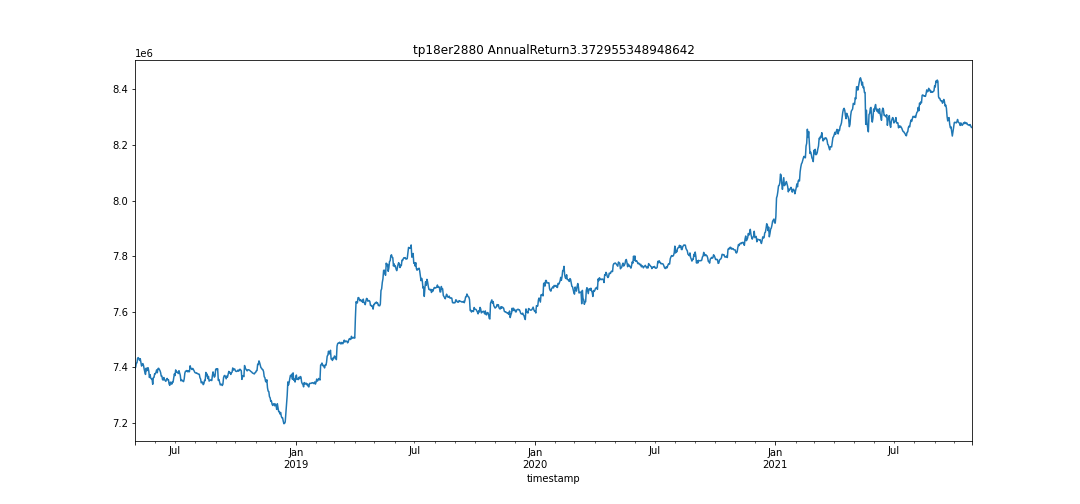 tp18er2880 AnnualReturn3.372955348948642
1e6
8.4
8.2
8.0
7.8
7.6
7.4
7.2
Jul Jan Jul Jan Jul Jan Jul
2019 2020 2021
timestamp